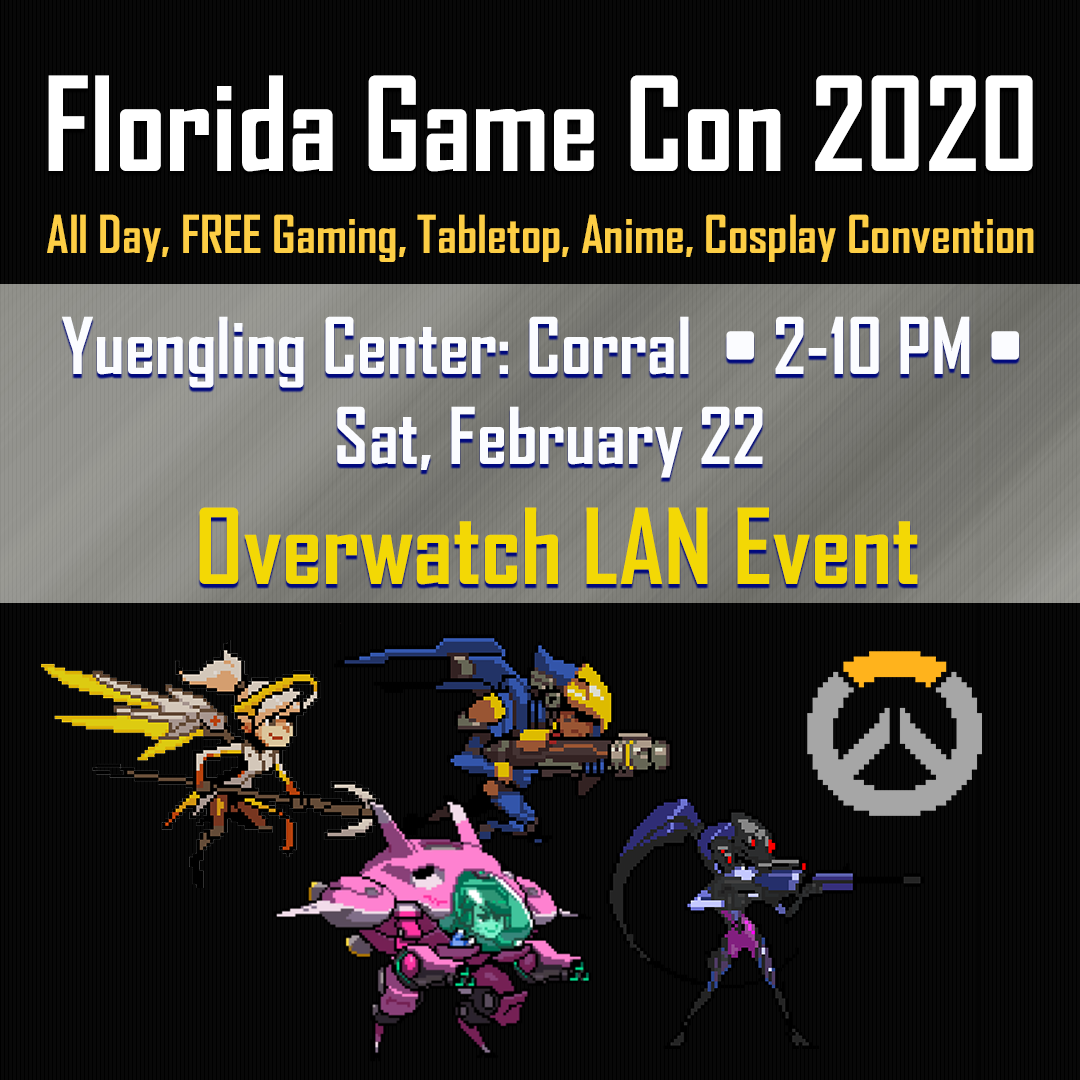 Florida Game Con 2020
All Day, FREE Gaming, Tabletop, Anime, Cosplay Convention
Yuengling Center: Corral ▪ 2-10 PM ▪
Sat, February 22
Overwatch LAN Event